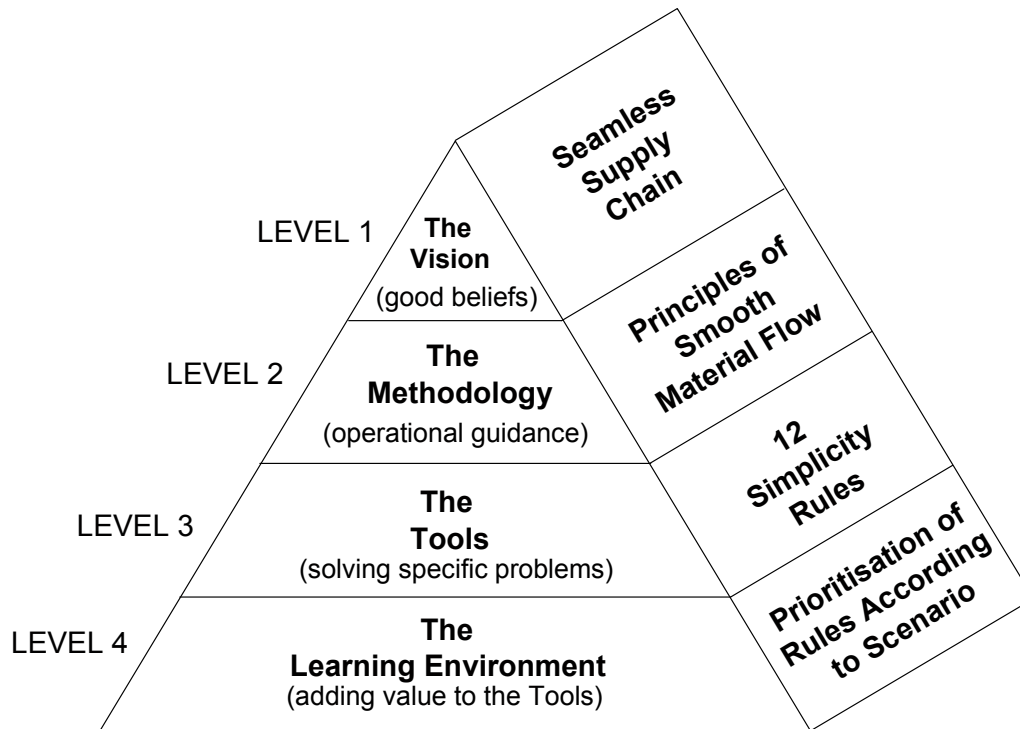 Seamless
Supply
Chain
LEVEL 1
The
Vision
(good beliefs)
Principles of
Smooth
Material Flow
LEVEL 2
The
Methodology
(operational guidance)
12
Simplicity
Rules
LEVEL 3
The
Tools
(solving specific problems)
Prioritisation of
Rules According
to Scenario
LEVEL 4
The
Learning Environment
(adding value to the Tools)